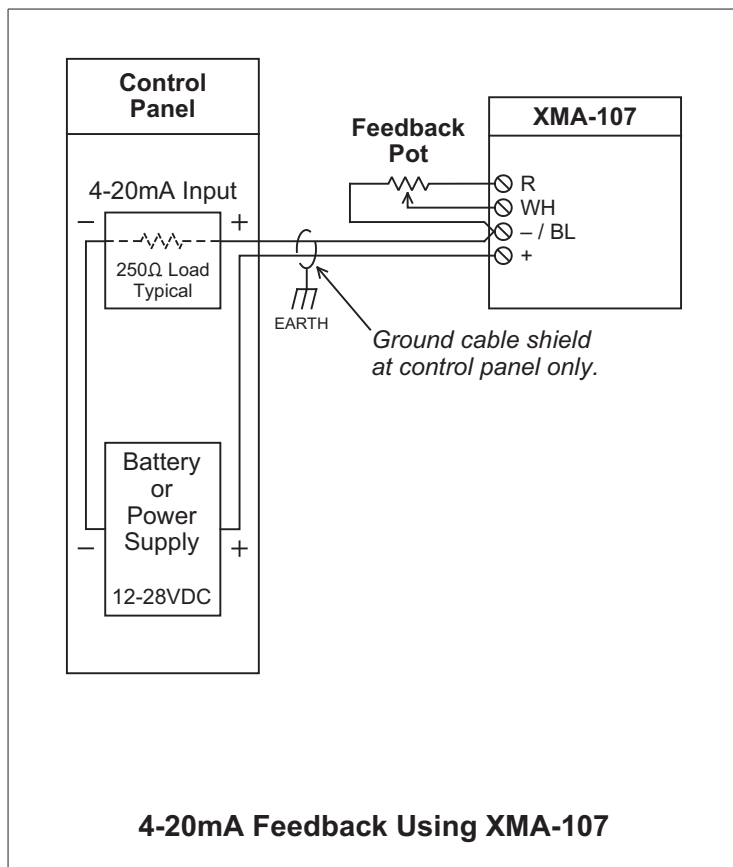 Control
Panel
XMA-107
Feedback
Pot
R
WH
– / BL
+
4-20mA Input
– +
250Ω Load
Typical
EARTH
Ground cable shield
at control panel only.
Battery
or
Power
Supply
– +
12-28VDC
4-20mA Feedback Using XMA-107